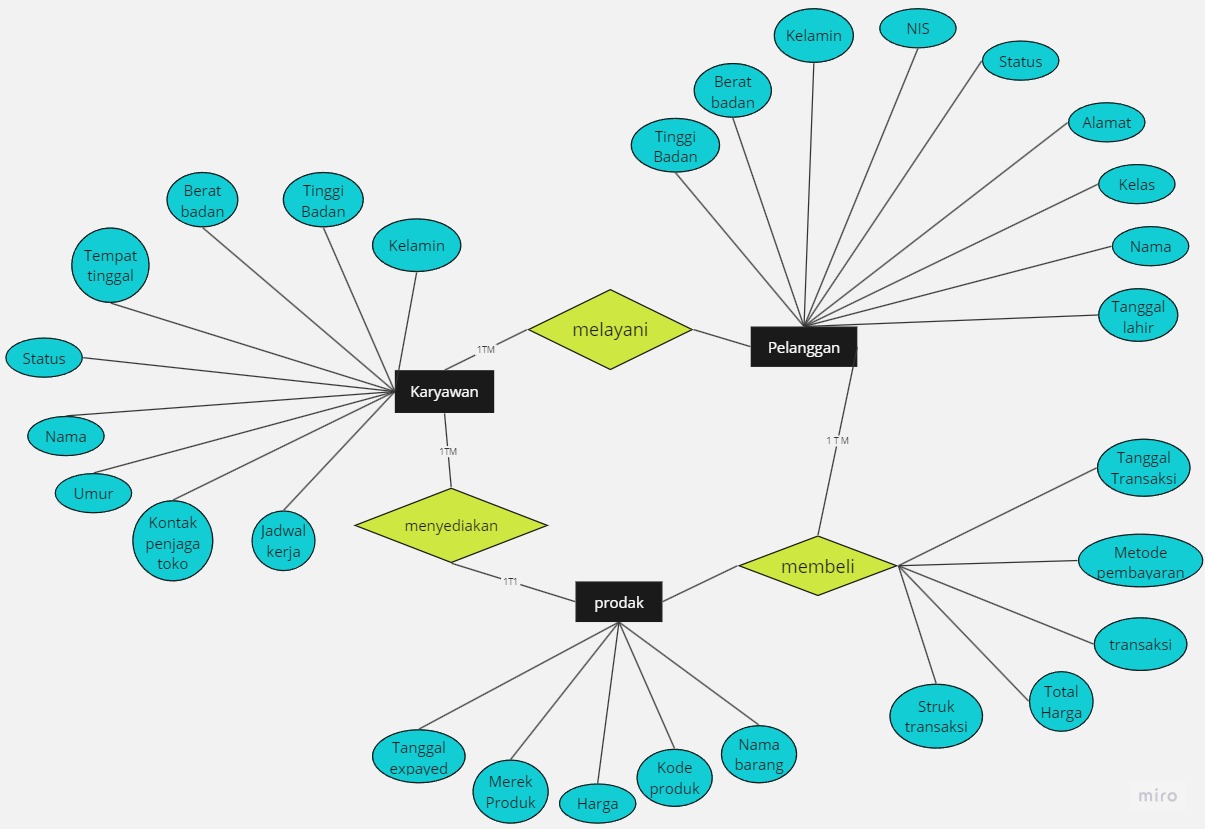 Kelamin
NIS
Status
Berat
badan
Tinggi
Badan
Alamat
Kelas
Nama
Tanggal
lahir
Berat
badan
Tinggi
Badan
Kelamin
Tempat
tinggal
Status
Nama
Umur
Kontak
penjaga
toko
Jadwal
kerja
Karyawan
1TM
melayani
Pelanggan
1TM
menyediakan
1T1
prodak
1 T M
membeli
Tanggal
Transaksi
Metode
pembayaran
transaksi
Total
Harga
Struk
transaksi
Tanggal
expayed
Merek
Produk
Harga
Kode
produk
Nama
barang
miro